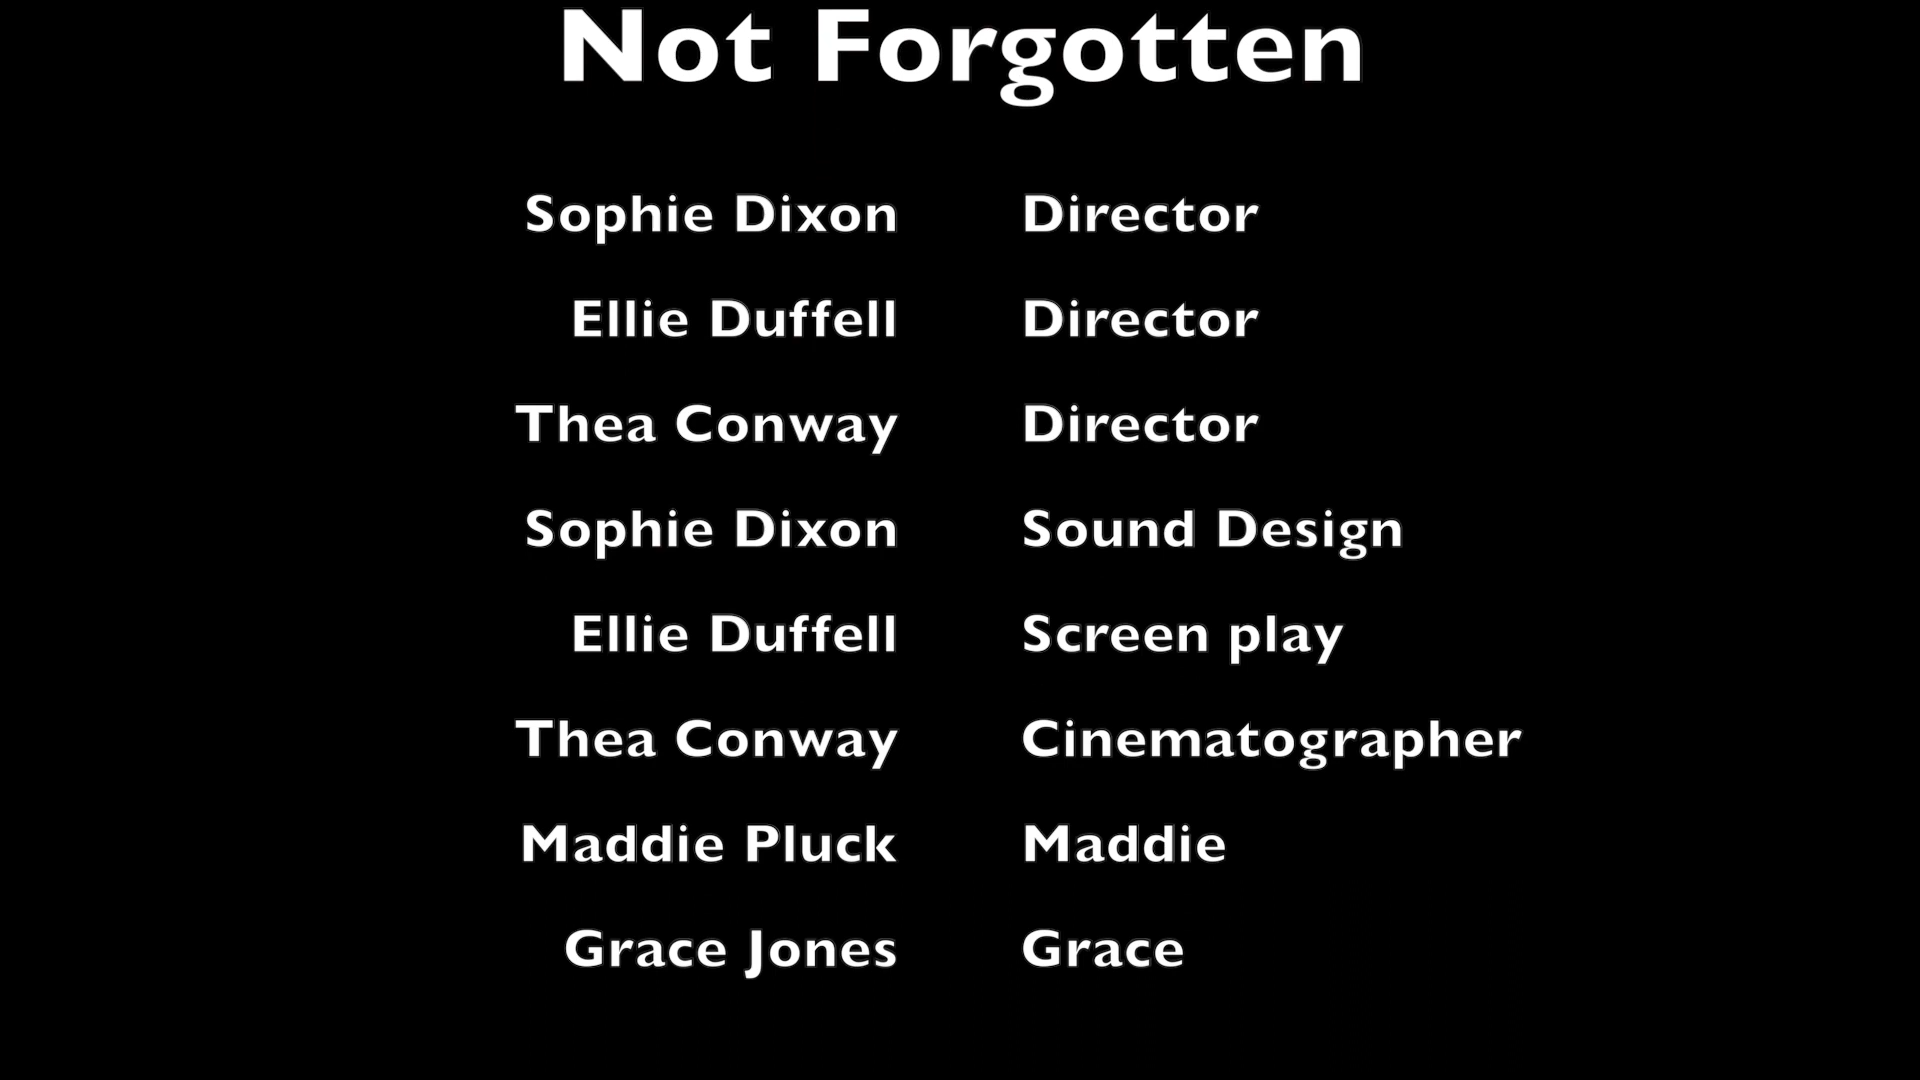 Not Forgotten
Sophie Dixon Director
Ellie Duffell Director
Thea Conway Director
Sophie Dixon Sound Design
Ellie Duffell Screen play
Thea Conway Cinematographer
Maddie Pluck Maddie
Grace Jones Grace